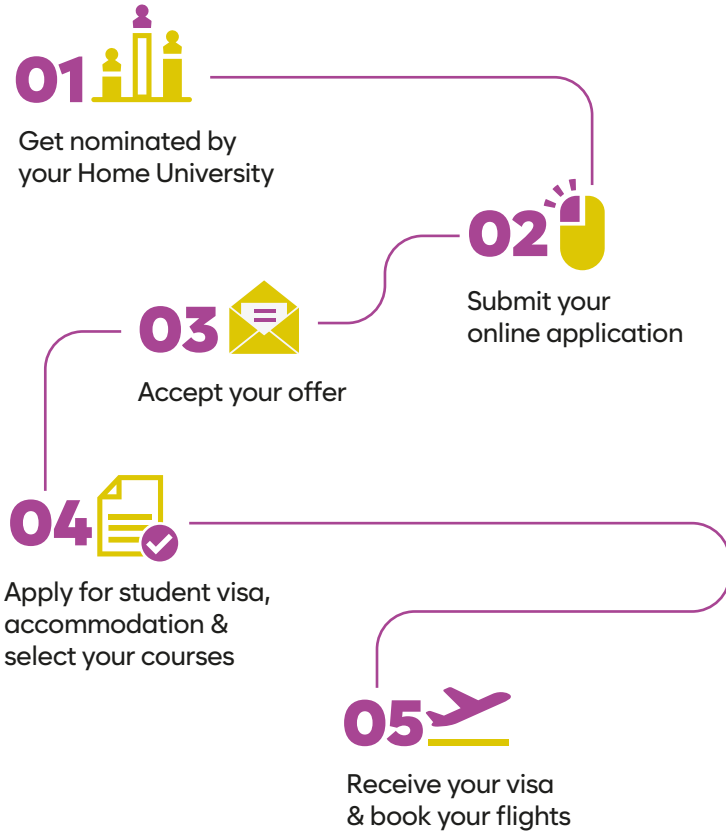 01
Get nominated by
your Home University
02
Submit your
online application
03
Accept your offer
04
Apply for student visa,
accommodation &
select your courses
05
Receive your visa
& book your flights